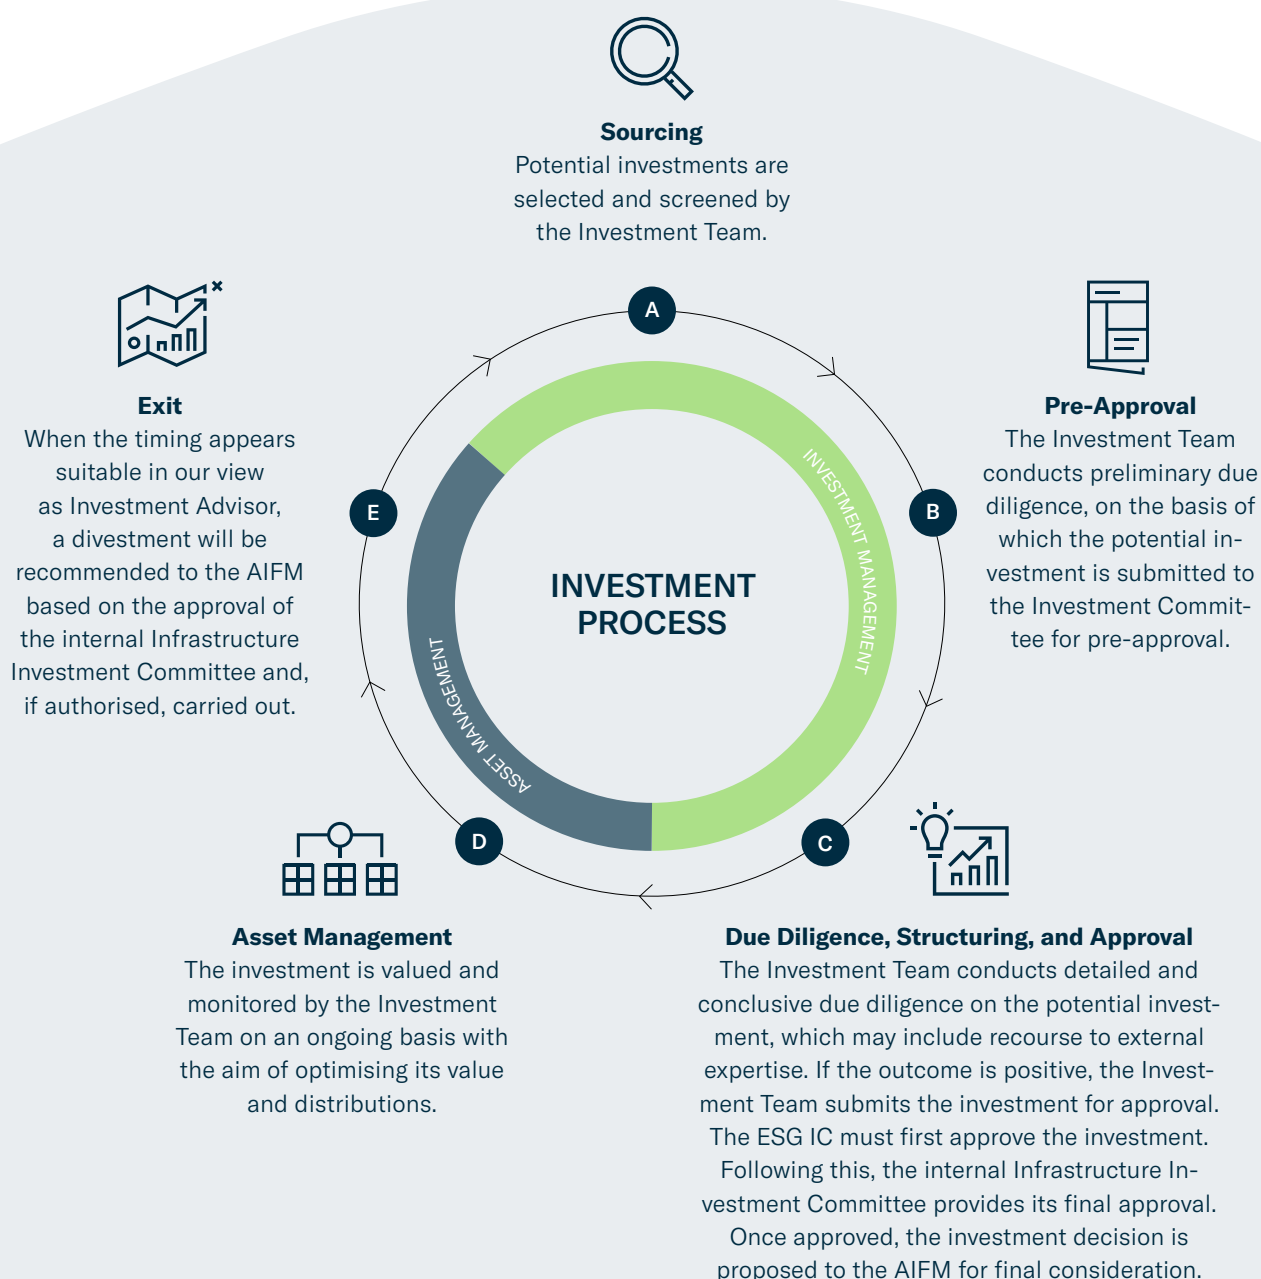 Sourcing
Potential investments are
selected and screened by
the Investment Team.
A
Pre-Approval
The Investment Team
conducts preliminary due
diligence, on the basis of
which the potential in-
vestment is submitted to
the Investment Commit-
tee for pre-approval.
B
Due Diligence, Structuring, and Approval
The Investment Team conducts detailed and
conclusive due diligence on the potential invest-
ment, which may include recourse to external
expertise. If the outcome is positive, the Invest-
ment Team submits the investment for approval.
The ESG IC must first approve the investment.
Following this, the internal Infrastructure In-
vestment Committee provides its final approval.
Once approved, the investment decision is
proposed to the AIFM for final consideration.
C
Asset Management
The investment is valued and
monitored by the Investment
Team on an ongoing basis with
the aim of optimising its value
and distributions.
D
Exit
When the timing appears
suitable in our view
as Investment Advisor,
a divestment will be
recommended to the AIFM
based on the approval of
the internal Infrastructure
Investment Committee and,
if authorised, carried out.
E
INVESTMENT MANAGEMENT
ASSET MANAGEMENT
INVESTMENT
PROCESS